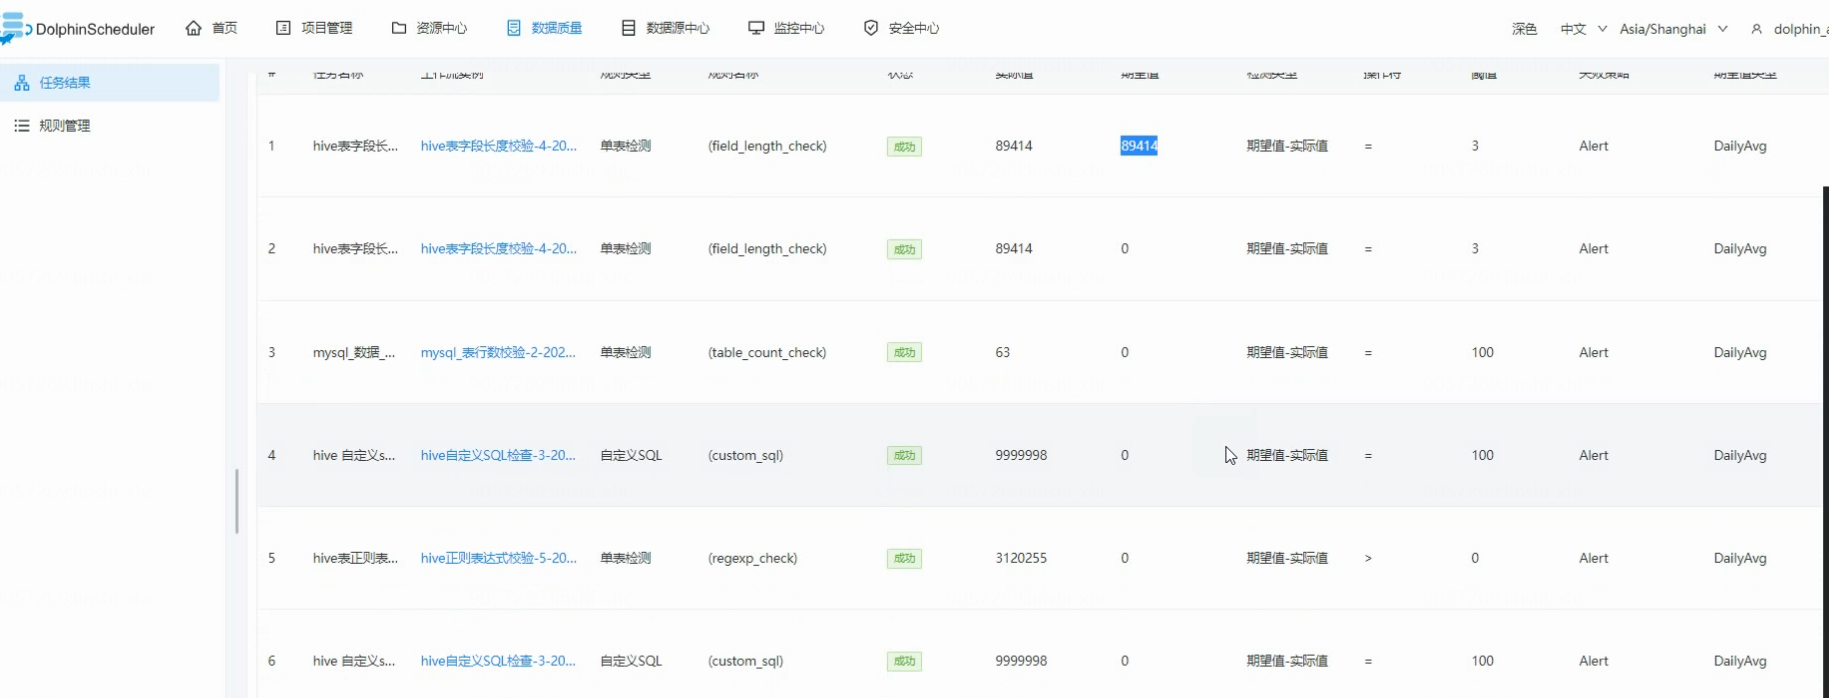 DolphinScheduler 首页 项目管理 资源中心 数据质量 数据源中心 监控中心 安全中心 深色 中文 Asia/Shanghai dolphin_a
任务结果
规则管理
# 任务名称 工作流实例 规则类型 规则名称 状态 实际值 期望值 检测类型 操作符 阈值 失败策略 期望值类型
1 hive表字段长... hive表字段长度校验-4-20... 单表检测 (field_length_check) 成功 89414 89414 期望值-实际值 = 3 Alert DailyAvg
2 hive表字段长... hive表字段长度校验-4-20... 单表检测 (field_length_check) 成功 89414 0 期望值-实际值 = 3 Alert DailyAvg
3 mysql_数据_... mysql_表行数校验-2-202... 单表检测 (table_count_check) 成功 63 0 期望值-实际值 = 100 Alert DailyAvg
4 hive 自定义s... hive自定义SQL检查-3-20... 自定义SQL (custom_sql) 成功 9999998 0 期望值-实际值 = 100 Alert DailyAvg
5 hive表正则表... hive正则表达式校验-5-20... 单表检测 (regexp_check) 成功 3120255 0 期望值-实际值 > 0 Alert DailyAvg
6 hive 自定义s... hive自定义SQL检查-3-20... 自定义SQL (custom_sql) 成功 9999998 0 期望值-实际值 = 100 Alert DailyAvg